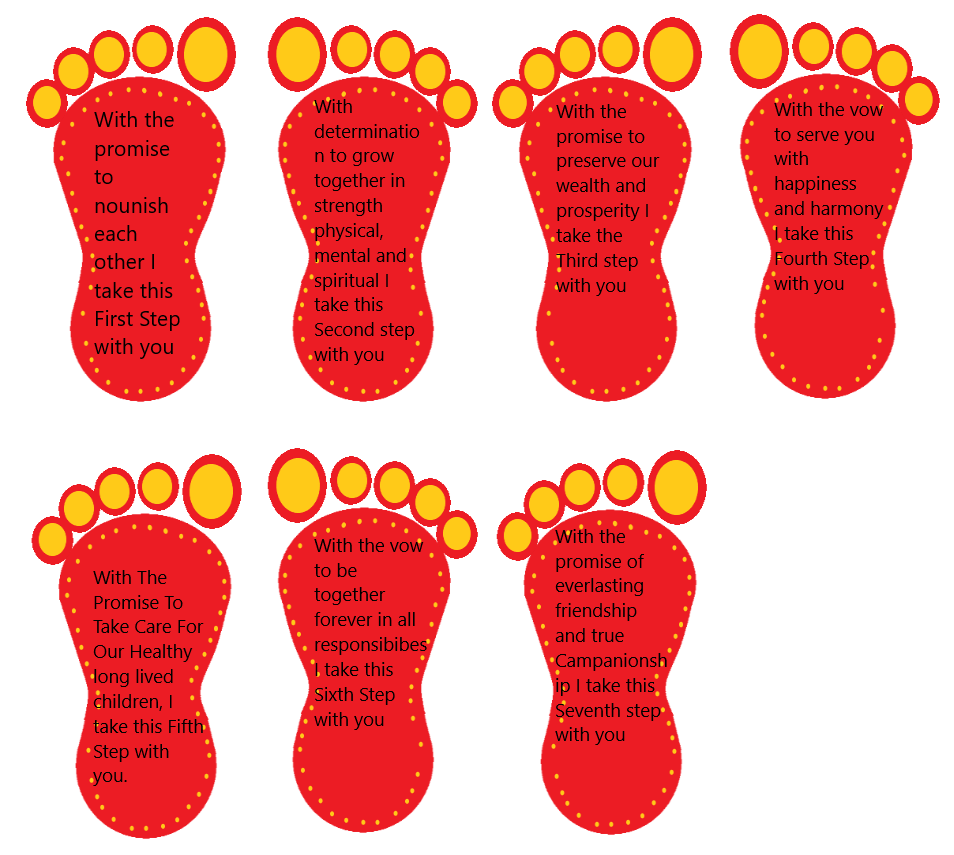 With the
promise
to
nounish
each
other I
take this
First Step
with you
With
determinatio
n to grow
together in
strength
physical,
mental and
spiritual I
take this
Second step
with you
With the
promise to
preserve our
wealth and
prosperity I
take the
Third step
with you
With the vow
to serve you
with
happiness
and harmony
I take this
Fourth Step
with you
With The
Promise To
Take Care For
Our Healthy
long lived
children, I
take this Fifth
Step with
you.
With the vow
to be
together
forever in all
responsibibes
I take this
Sixth Step
with you
With the
promise of
everlasting
friendship
and true
Campanionsh
ip I take this
Seventh step
with you